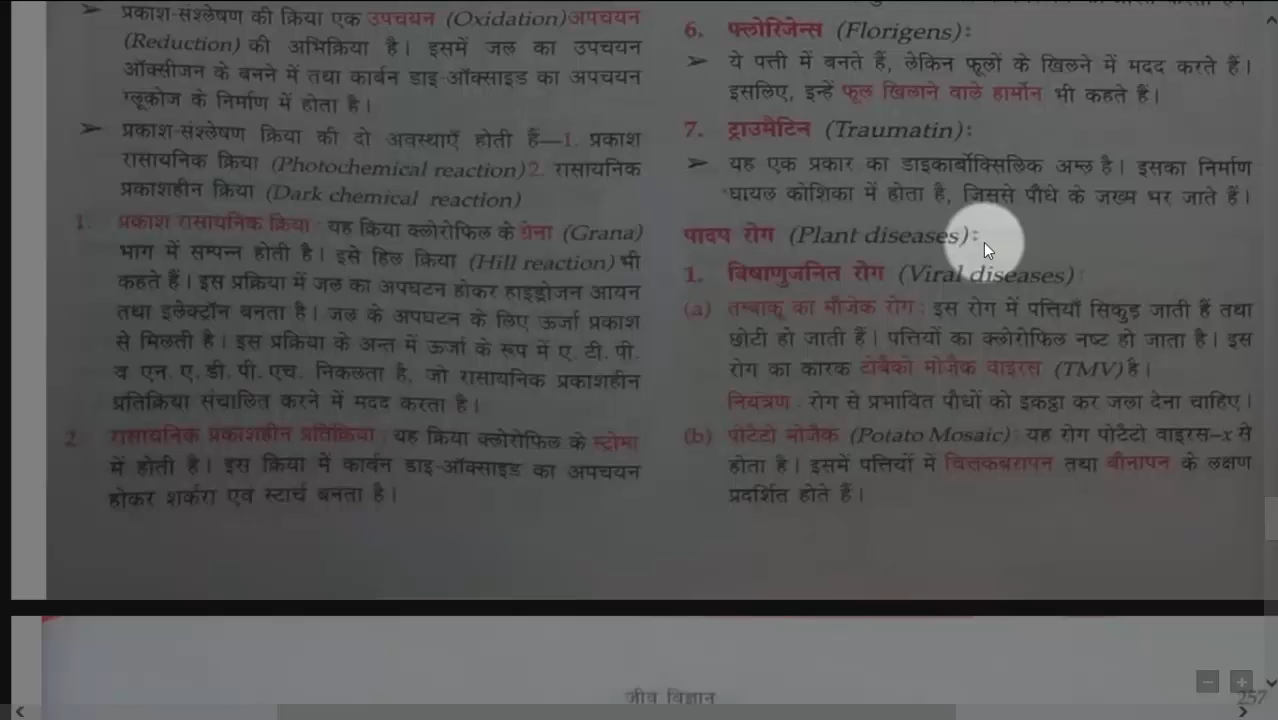 ➢ प्रकाश-संश्लेषण की क्रिया एक उपचयन (Oxidation)अपचयन
(Reduction) की अभिक्रिया है। इसमें जल का उपचयन
ऑक्सीजन के बनने में तथा कार्बन डाइ-ऑक्साइड का अपचयन
ग्लूकोज के निर्माण में होता है।
➢ प्रकाश-संश्लेषण क्रिया की दो अवस्थाएँ होती हैं—1. प्रकाश
रासायनिक क्रिया (Photochemical reaction) 2. रासायनिक
प्रकाशहीन क्रिया (Dark chemical reaction)
1. प्रकाश रासायनिक क्रिया : यह क्रिया क्लोरोफिल के ग्रेना (Grana)
भाग में सम्पन्न होती है। इसे हिल क्रिया (Hill reaction) भी
कहते हैं। इस प्रक्रिया में जल का अपघटन होकर हाइड्रोजन आयन
तथा इलेक्ट्रॉन बनता है। जल के अपघटन के लिए ऊर्जा प्रकाश
से मिलती है। इस प्रक्रिया के अन्त में ऊर्जा के रूप में ए. टी. पी.
व एन. ए. डी. पी. एच. निकलता है, जो रासायनिक प्रकाशहीन
प्रतिक्रिया संचालित करने में मदद करता है।
2. रासायनिक प्रकाशहीन प्रतिक्रिया : यह क्रिया क्लोरोफिल के स्ट्रोमा
में होती है। इस क्रिया में कार्बन डाइ-ऑक्साइड का अपचयन
होकर शर्करा एवं स्टार्च बनता है।
6. फ्लोरिजेन्स (Florigens):
➢ ये पत्ती में बनते हैं, लेकिन फूलों के खिलने में मदद करते हैं।
इसलिए, इन्हें फूल खिलाने वाले हार्मोन भी कहते हैं।
7. ट्राउमैटिन (Traumatin):
➢ यह एक प्रकार का डाइकार्बोक्सिलिक अम्ल है। इसका निर्माण
घायल कोशिका में होता है, जिससे पौधे के जख्म भर जाते हैं।
पादप रोग (Plant diseases):
1. विषाणुजनित रोग (Viral diseases)
(a) तम्बाकू का मौजेक रोग : इस रोग में पत्तियाँ सिकुड़ जाती हैं तथा
छोटी हो जाती हैं। पत्तियों का क्लोरोफिल नष्ट हो जाता है। इस
रोग का कारक टोबैको मोजैक वाइरस (TMV) है।
नियंत्रण : रोग से प्रभावित पौधों को इकट्ठा कर जला देना चाहिए।
(b) पोटैटो मोजैक (Potato Mosaic) : यह रोग पोटैटो वाइरस-x से
होता है। इसमें पत्तियों में चित्तकबरापन तथा बौनापन के लक्षण
प्रदर्शित होते हैं।
जीव विज्ञान
257